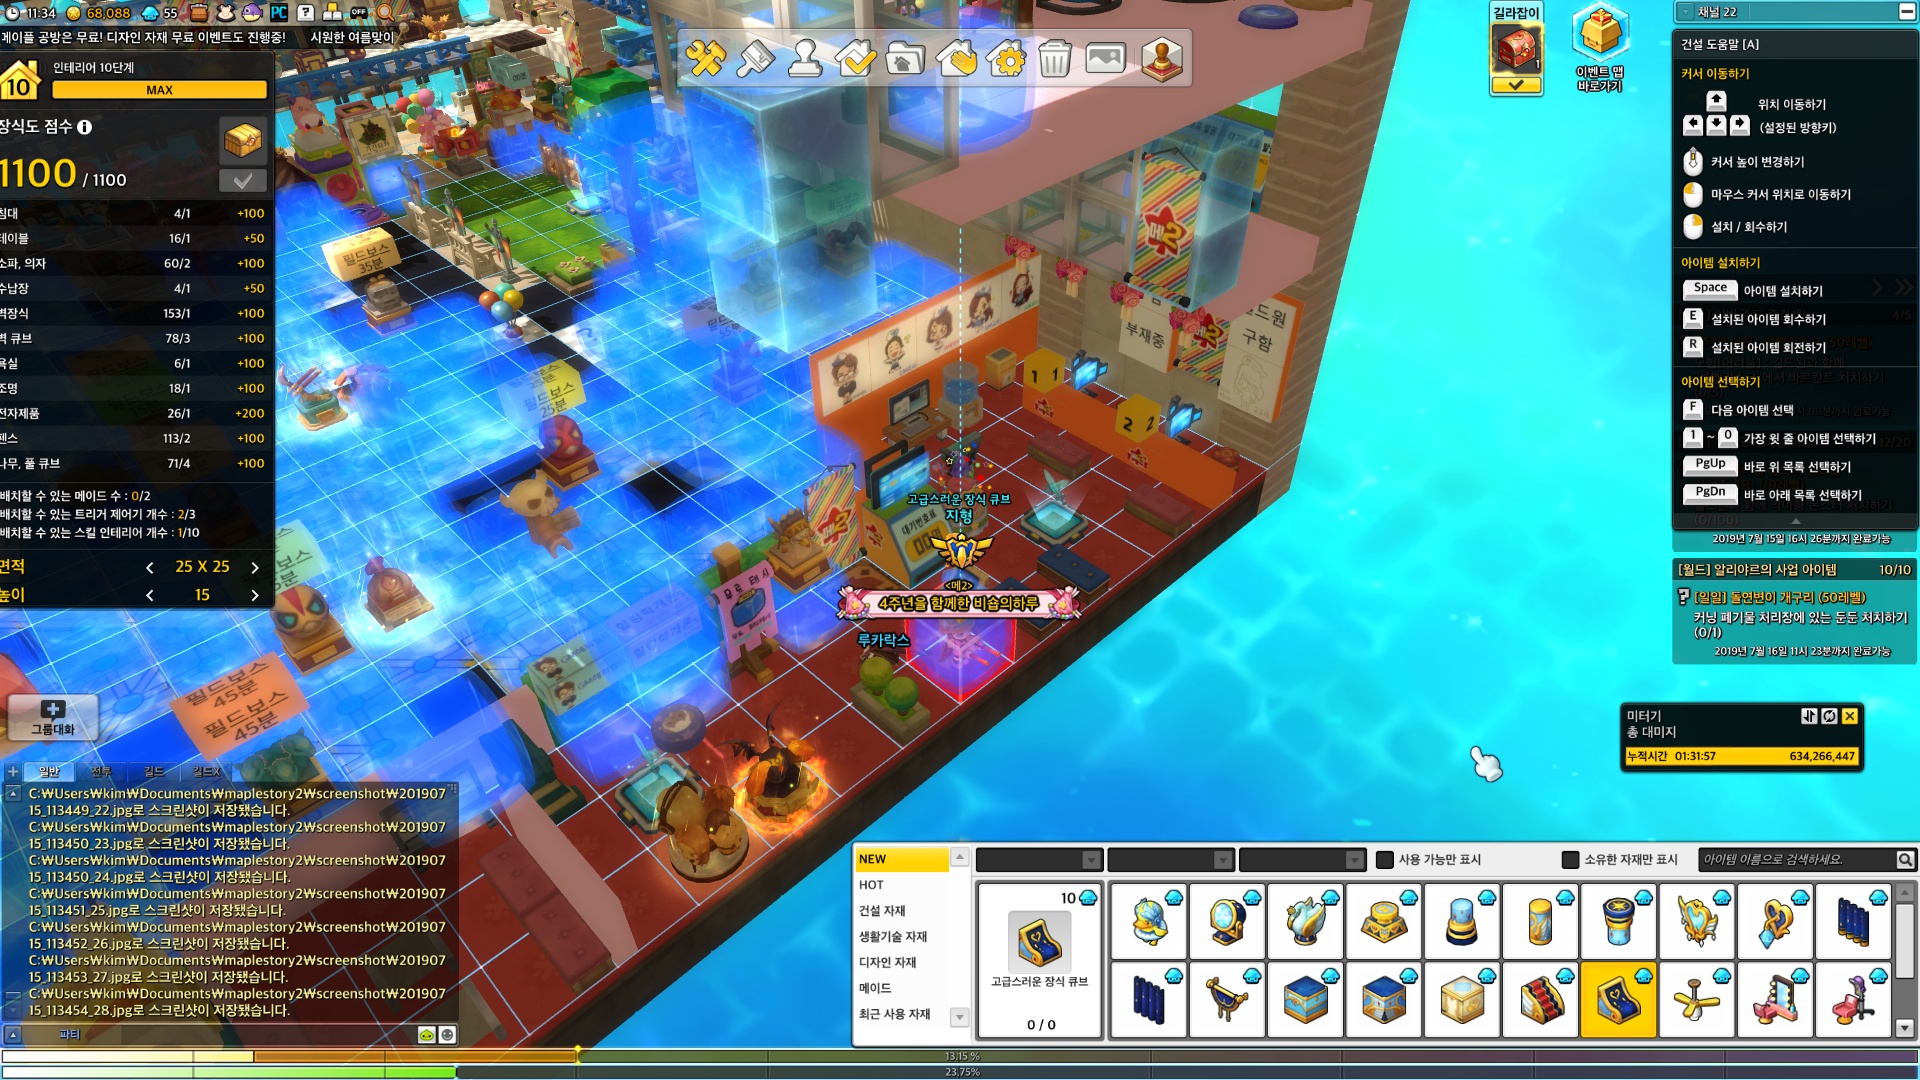 11:34 68,088 55 PC ? OFF
게이플 공방은 무료! 디자인 자재 무료 이벤트도 진행중! 시원한 여름맞이
10
인테리어 10단계
MAX
장식도 점수
1100 / 1100
침대 4/1 +100
테이블 16/1 +50
소파, 의자 60/2 +100
수납장 4/1 +50
벽장식 153/1 +100
벽 큐브 78/3 +100
욕실 6/1 +100
조명 18/1 +100
전자제품 26/1 +200
펜스 113/2 +100
나무, 풀 큐브 71/4 +100
배치할 수 있는 메이드 수 : 0/2
배치할 수 있는 트리거 제어기 개수 : 2/3
배치할 수 있는 스킬 인테리어 개수 : 1/10
면적 25 X 25
높이 15
그룹대화
필드보스
35분
25분
필드보스
45분
필드보스
45분
부재중
구함
1 1
2 2
메2
대기번호표
고급스러운 장식 큐브
지형
<메2>
4주년을 함께한 비숍의하루
루카락스
길라잡이
1
이벤트 맵
바로가기
채널 22
건설 도움말 [A]
커서 이동하기
위치 이동하기
(설정된 방향키)
커서 높이 변경하기
마우스 커서 위치로 이동하기
설치 / 회수하기
아이템 설치하기
Space 아이템 설치하기
E 설치된 아이템 회수하기
R 설치된 아이템 회전하기
아이템 선택하기
F 다음 아이템 선택
1 ~ 0 가장 윗 줄 아이템 선택하기
PgUp 바로 위 목록 선택하기
PgDn 바로 아래 목록 선택하기
2019년 7월 15일 16시 26분까지 완료가능
[월드] 알리야르의 사업 아이템 10/10
[일일] 돌연변이 개구리 (50레벨)
커닝 폐기물 처리장에 있는 둔둔 처치하기
(0/1)
2019년 7월 16일 11시 23분까지 완료가능
미터기
총 대미지
누적시간 01:31:57 634,266,447
일반 전투 길드 길드X
C:₩Users₩kim₩Documents₩maplestory2₩screenshot₩201907
15_113449_22.jpg로 스크린샷이 저장됐습니다.
C:₩Users₩kim₩Documents₩maplestory2₩screenshot₩201907
15_113450_23.jpg로 스크린샷이 저장됐습니다.
C:₩Users₩kim₩Documents₩maplestory2₩screenshot₩201907
15_113450_24.jpg로 스크린샷이 저장됐습니다.
C:₩Users₩kim₩Documents₩maplestory2₩screenshot₩201907
15_113451_25.jpg로 스크린샷이 저장됐습니다.
C:₩Users₩kim₩Documents₩maplestory2₩screenshot₩201907
15_113452_26.jpg로 스크린샷이 저장됐습니다.
C:₩Users₩kim₩Documents₩maplestory2₩screenshot₩201907
15_113453_27.jpg로 스크린샷이 저장됐습니다.
C:₩Users₩kim₩Documents₩maplestory2₩screenshot₩201907
15_113454_28.jpg로 스크린샷이 저장됐습니다.
파티
NEW
HOT
건설 자재
생활기술 자재
디자인 자재
메이드
최근 사용 자재
사용 가능만 표시
소유한 자재만 표시
아이템 이름으로 검색하세요.
10
고급스러운 장식 큐브
0 / 0
13.15 %
23.75%